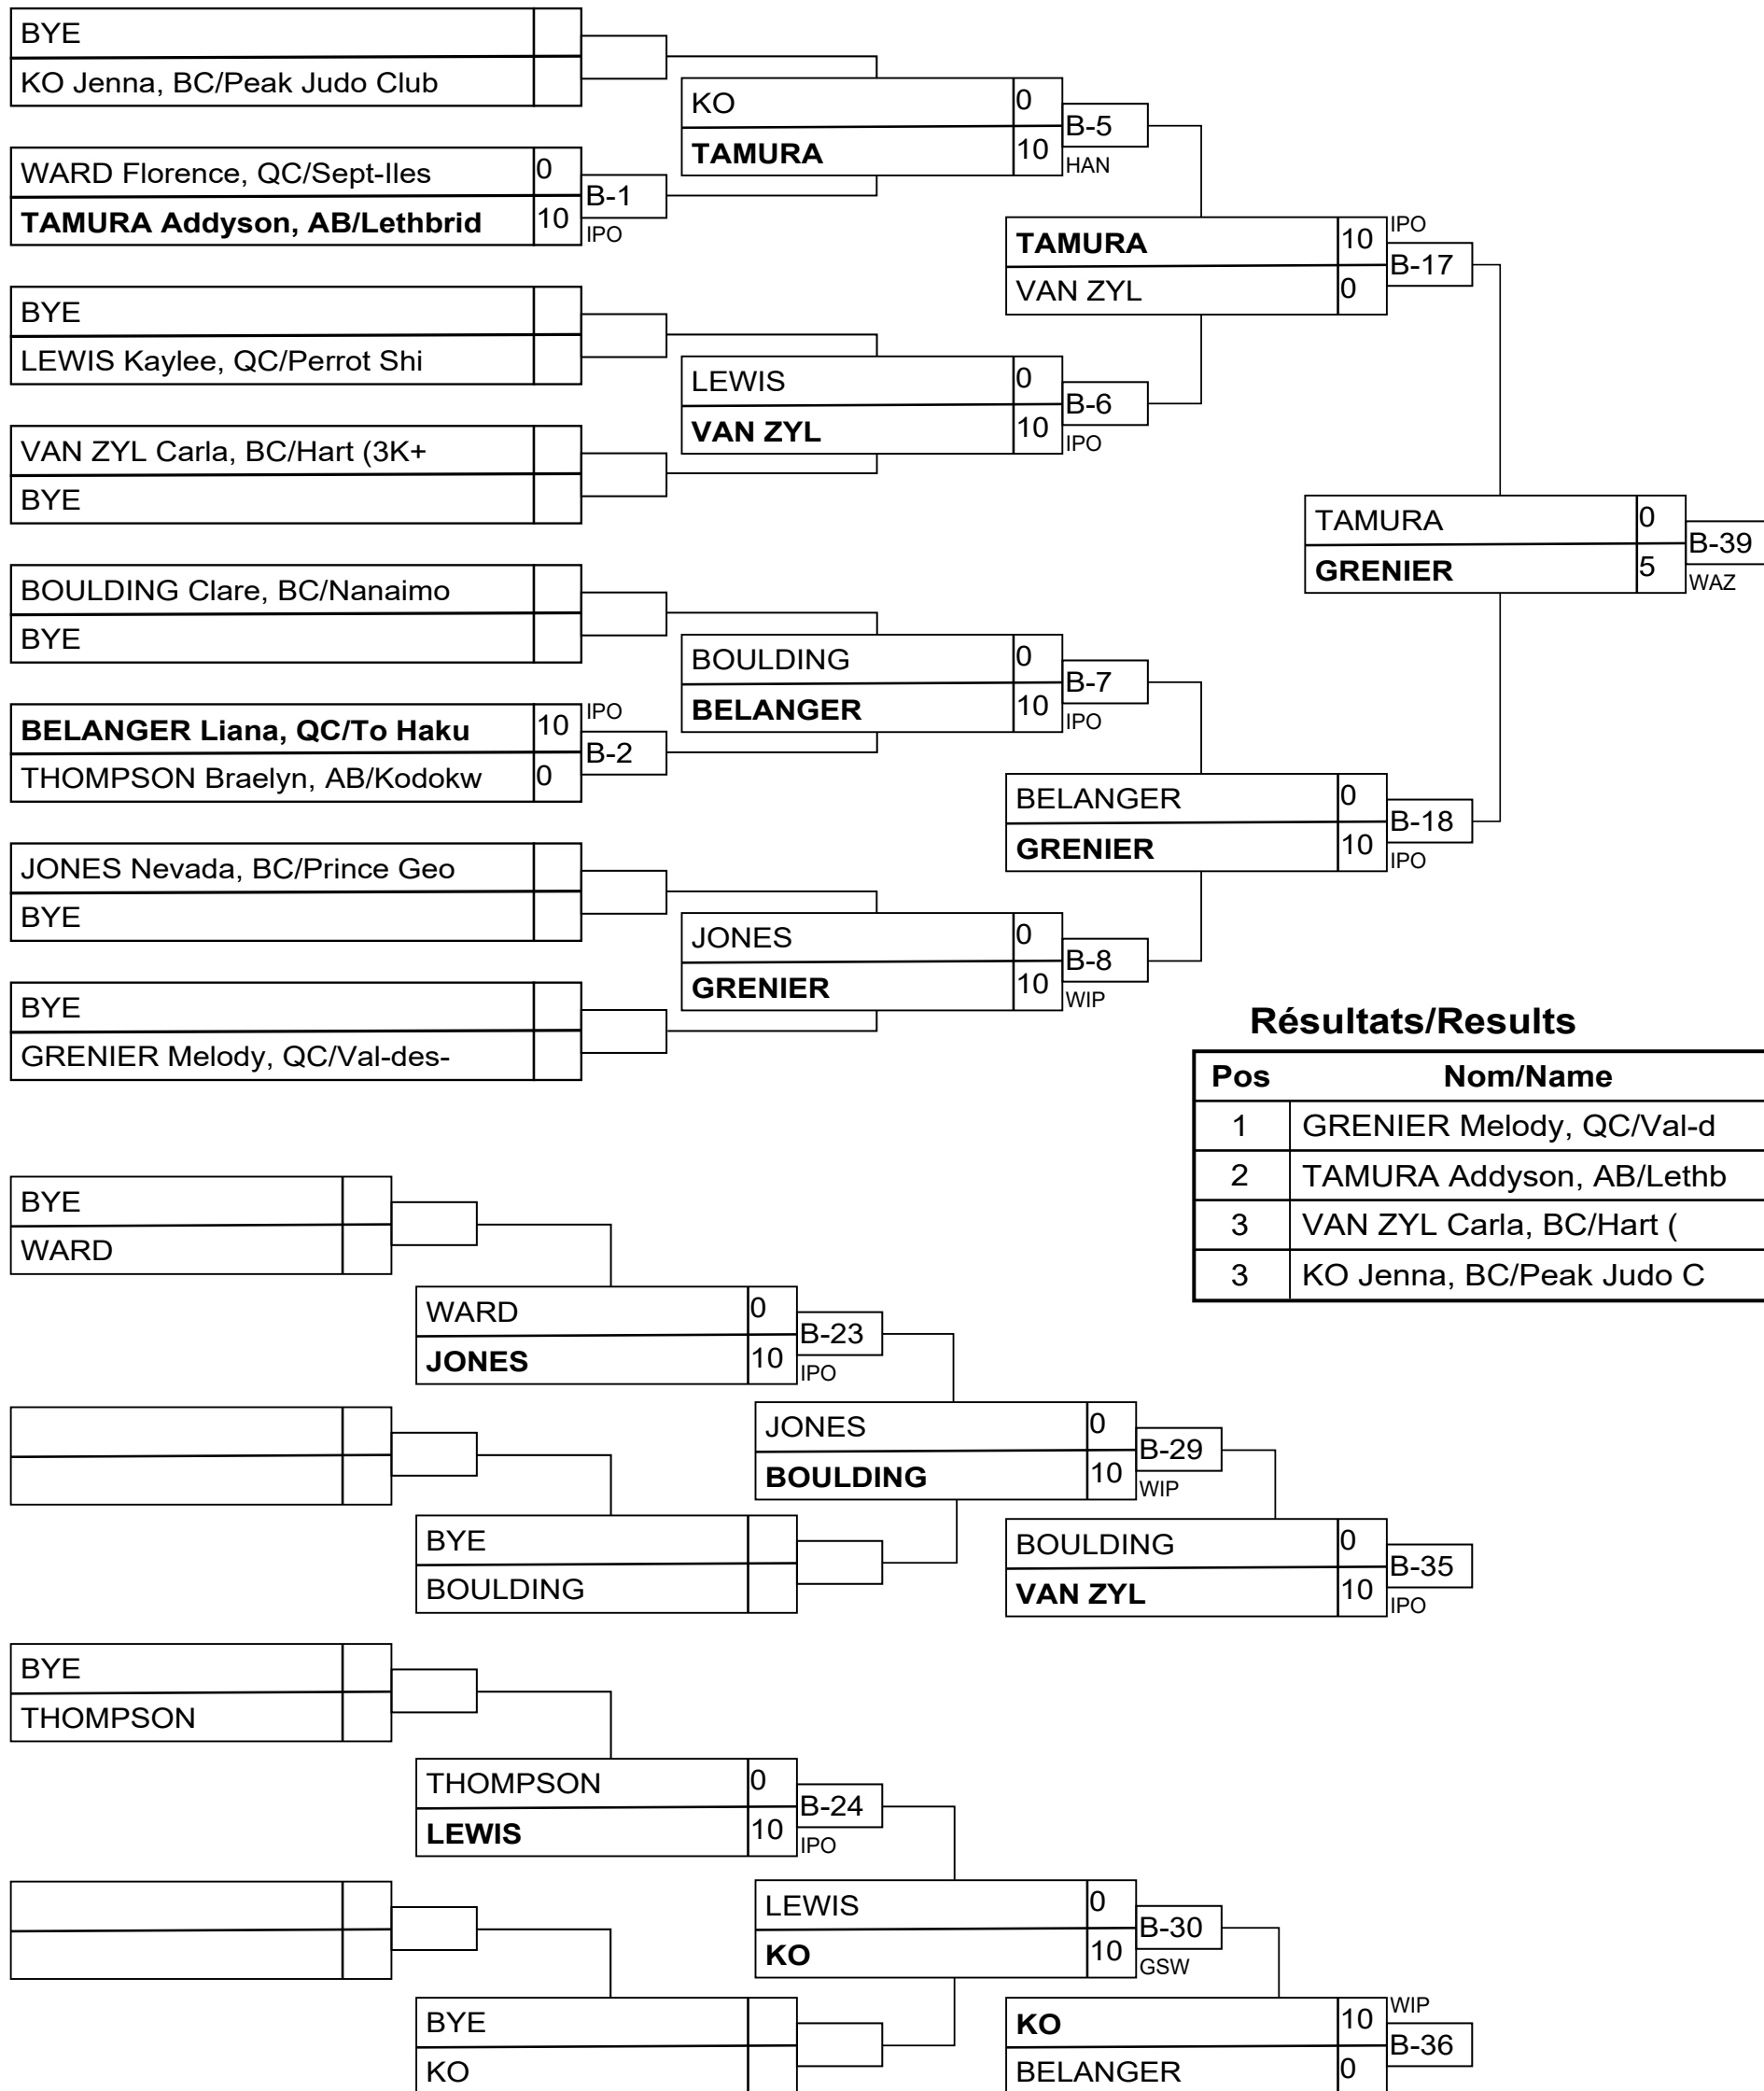 BYE
KO Jenna, BC/Peak Judo Club
KO 0
B-5
TAMURA 10
HAN
WARD Florence, QC/Sept-Iles 0
B-1
TAMURA Addyson, AB/Lethbrid 10
IPO
TAMURA 10
IPO
B-17
VAN ZYL 0
BYE
LEWIS Kaylee, QC/Perrot Shi
LEWIS 0
B-6
VAN ZYL 10
IPO
VAN ZYL Carla, BC/Hart (3K+
BYE
TAMURA 0
B-39
GRENIER 5
WAZ
BOULDING Clare, BC/Nanaimo
BYE
BOULDING 0
B-7
BELANGER 10
IPO
BELANGER Liana, QC/To Haku 10
IPO
B-2
THOMPSON Braelyn, AB/Kodokw 0
BELANGER 0
B-18
GRENIER 10
IPO
JONES Nevada, BC/Prince Geo
BYE
JONES 0
B-8
GRENIER 10
WIP
BYE
GRENIER Melody, QC/Val-des-
Résultats/Results
Pos Nom/Name
1 GRENIER Melody, QC/Val-d
2 TAMURA Addyson, AB/Lethb
3 VAN ZYL Carla, BC/Hart (
3 KO Jenna, BC/Peak Judo C
BYE
WARD
WARD 0
B-23
JONES 10
IPO
JONES 0
B-29
BOULDING 10
WIP
BYE
BOULDING
BOULDING 0
B-35
VAN ZYL 10
IPO
BYE
THOMPSON
THOMPSON 0
B-24
LEWIS 10
IPO
LEWIS 0
B-30
KO 10
GSW
BYE
KO
KO 10
WIP
B-36
BELANGER 0